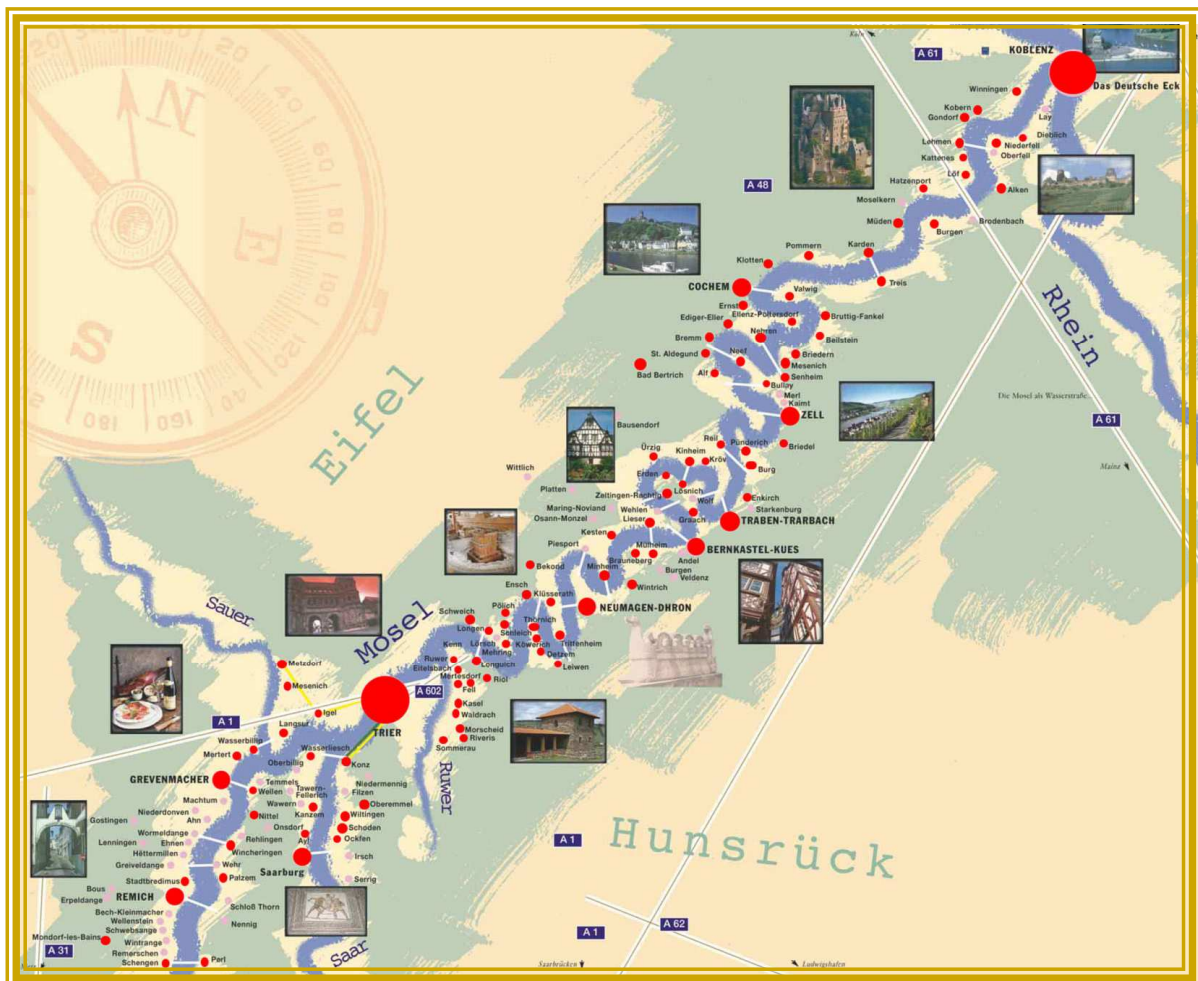 Köln
A 61
KOBLENZ
Das Deutsche Eck
Winningen
Kobern
Gondorf
Lay
Dieblich
Lehmen
Niederfell
Oberfell
Kattenes
Löf
Alken
A 48
Hatzenport
Moselkern
Müden
Burgen
Brodenbach
Pommern
Karden
Klotten
Treis
COCHEM
Valwig
Rhein
Ernst
Ellenz-Poltersdorf
Ediger-Eller
Bruttig-Fankel
Nehren
Bremm
Beilstein
St. Aldegund
Neef
Briedern
Mesenich
Bad Bertrich
Alf
Senheim
Bullay
Merl
Kaimt
Die Mosel als Wasserstraße.
ZELL
A 61
Eifel
Bausendorf
Reil
Pünderich
Briedel
Ürzig
Kinheim
Kröv
Burg
Mainz
Wittlich
Erden
Platten
Zeltingen-Rachtig
Lösnich
Wolf
Enkirch
Starkenburg
Maring-Noviand
Wehlen
Osann-Monzel
Lieser
Graach
TRABEN-TRARBACH
Kesten
Piesport
Mülheim
BERNKASTEL-KUES
Brauneberg
Andel
Bekond
Minheim
Burgen
Veldenz
Wintrich
Ensch
Klüsserath
NEUMAGEN-DHRON
Sauer
Mosel
Schweich
Pölich
Longen
Thörnich
Schleich
Trittenheim
Kenn
Lörsch
Köwerich
Mehring
Detzem
Ruwer
Eitelsbach
Longuich
Leiwen
Metzdorf
Mertesdorf
Riol
Fell
Mesenich
A 602
Kasel
Igel
Waldrach
A 1
Langsur
TRIER
Morscheid
Riveris
Wasserbillig
Sommerau
Mertert
Wasserliesch
Oberbillig
Konz
Ruwer
GREVENMACHER
Temmels
Niedermennig
Wellen
Tawern-
Fellerich
Filzen
Machtum
Wawern
Oberemmel
Niederdonven
Nittel
Kanzem
Wiltingen
Gostingen
Ahn
Onsdorf
Schoden
Wormeldange
Rehlingen
Ayl
Ockfen
Lenningen
Ehnen
A 1
Hunsrück
Hëttermillen
Wincheringen
Irsch
Greiveldange
Wehr
Saarburg
Stadtbredimus
Palzem
Serrig
Bous
REMICH
Erpeldange
Schloß Thorn
Bech-Kleinmacher
Wellenstein
Nennig
Schwebsange
A 62
Mondorf-les-Bains
Wintrange
A 1
A 31
Remerschen
Saar
Schengen
Perl
Saarbrücken
Ludwigshafen
N
E
S